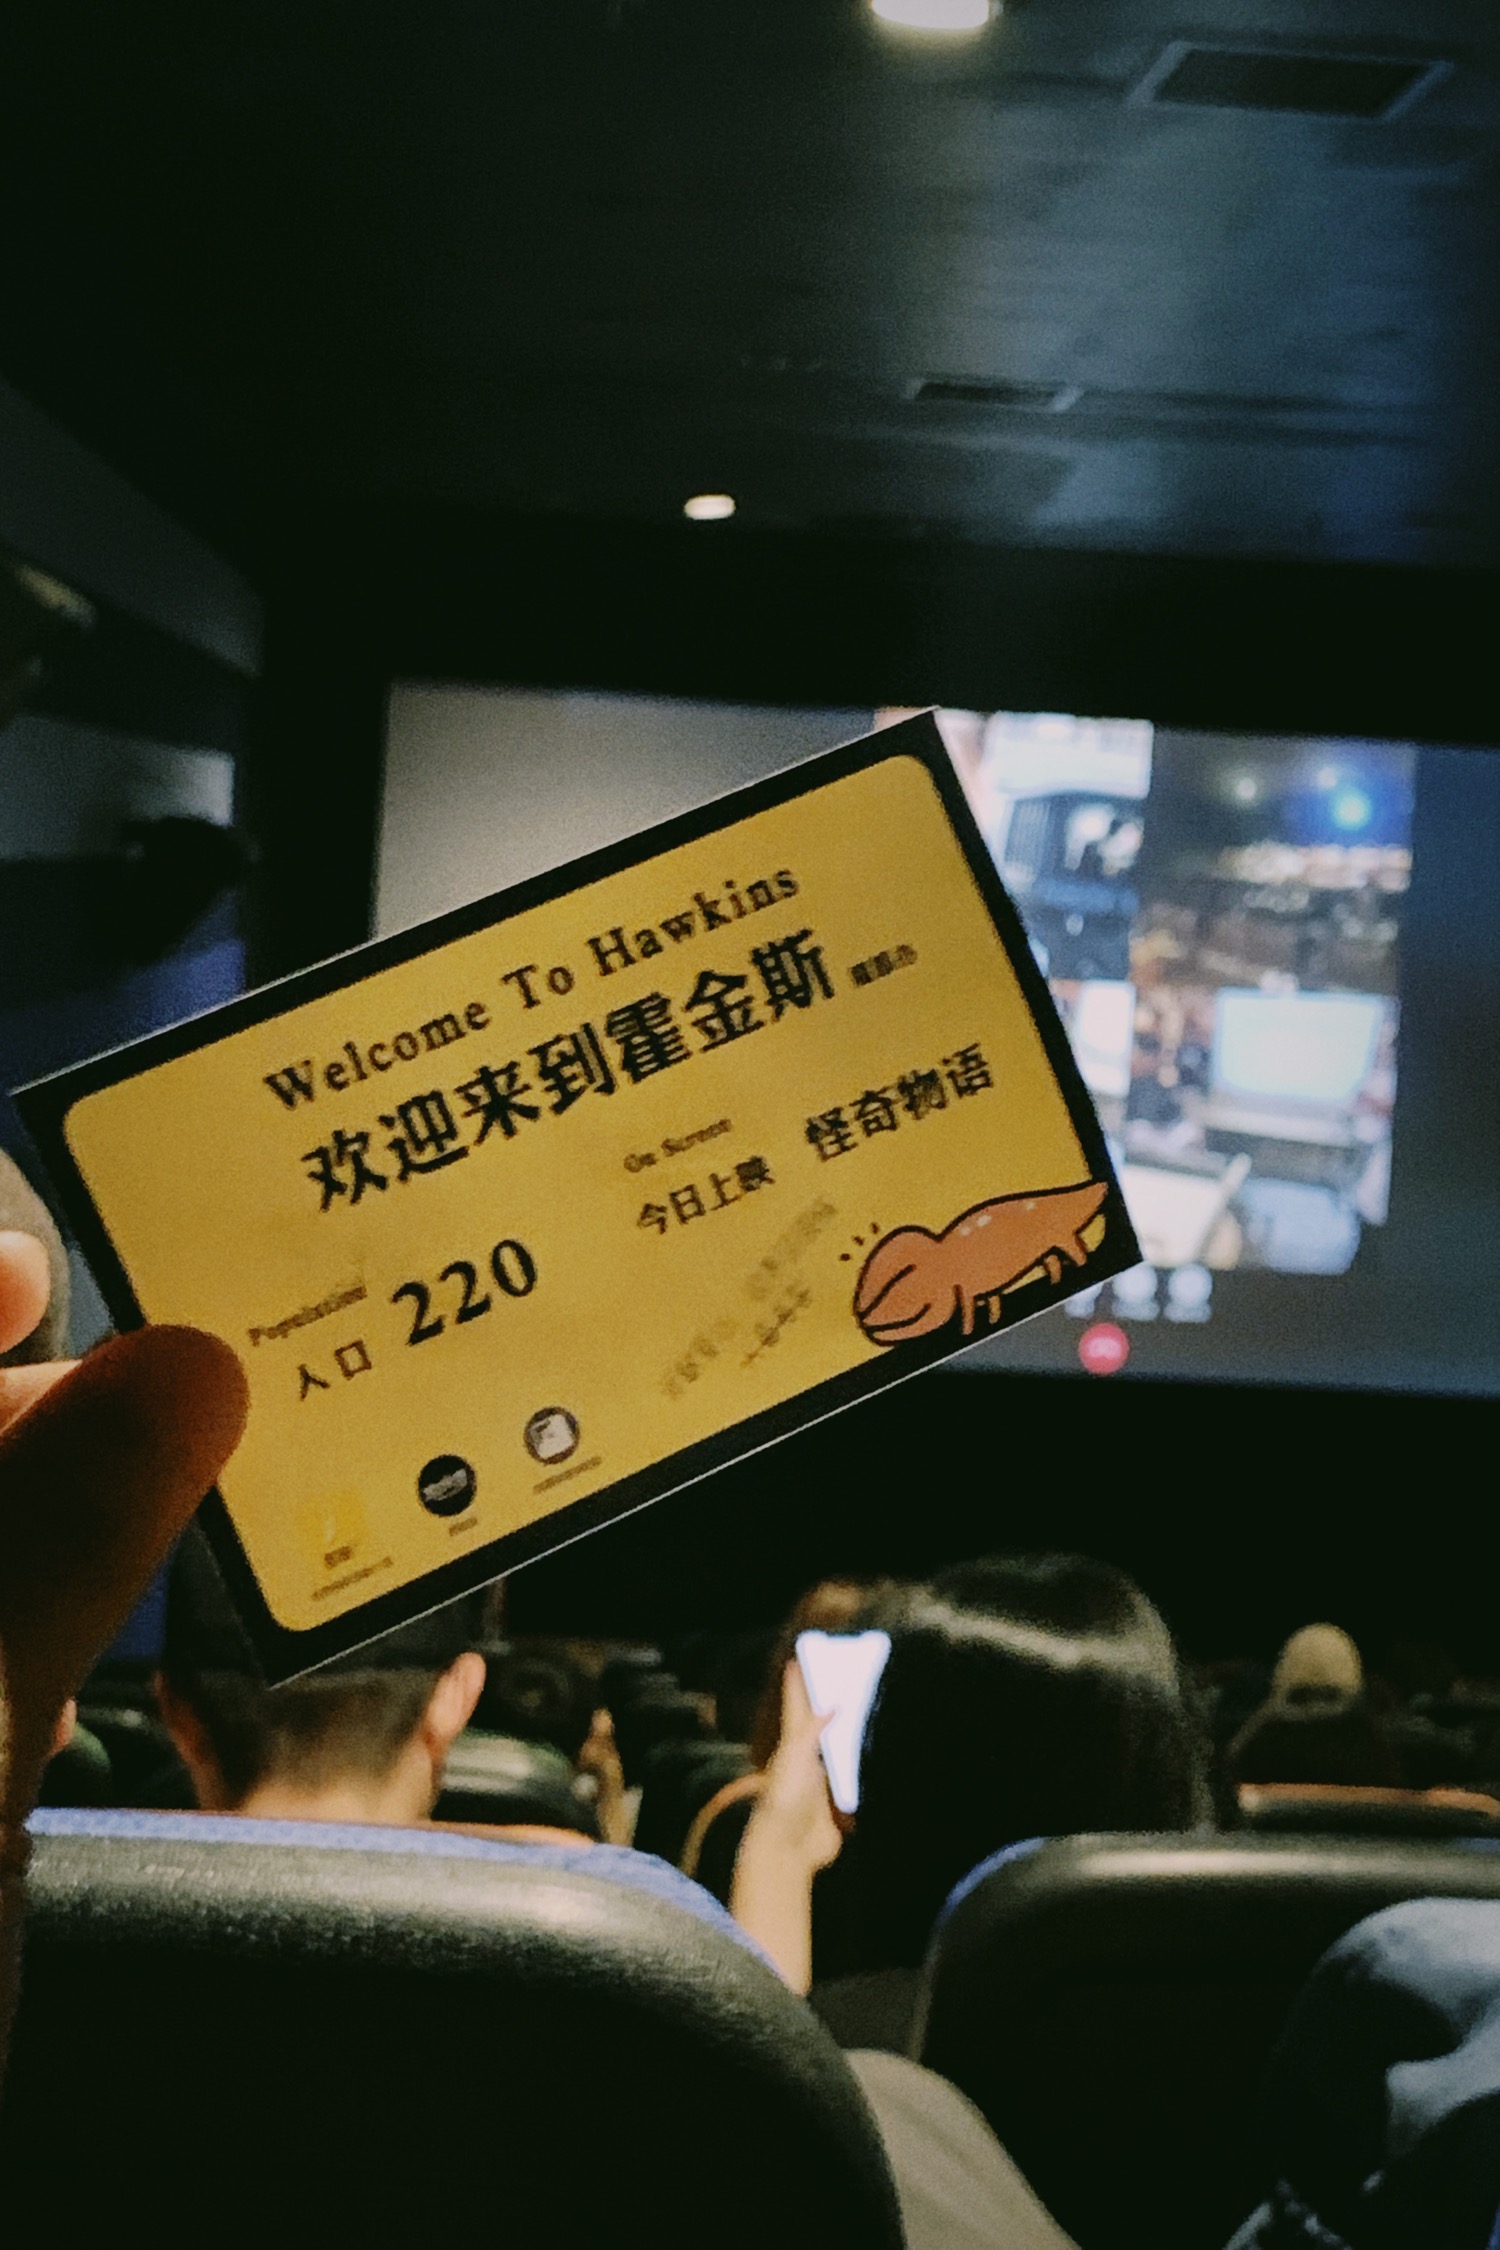 Welcome To Hawkins
欢迎来到霍金斯
On Screen
今日上映 怪奇物语
Population
人口 220